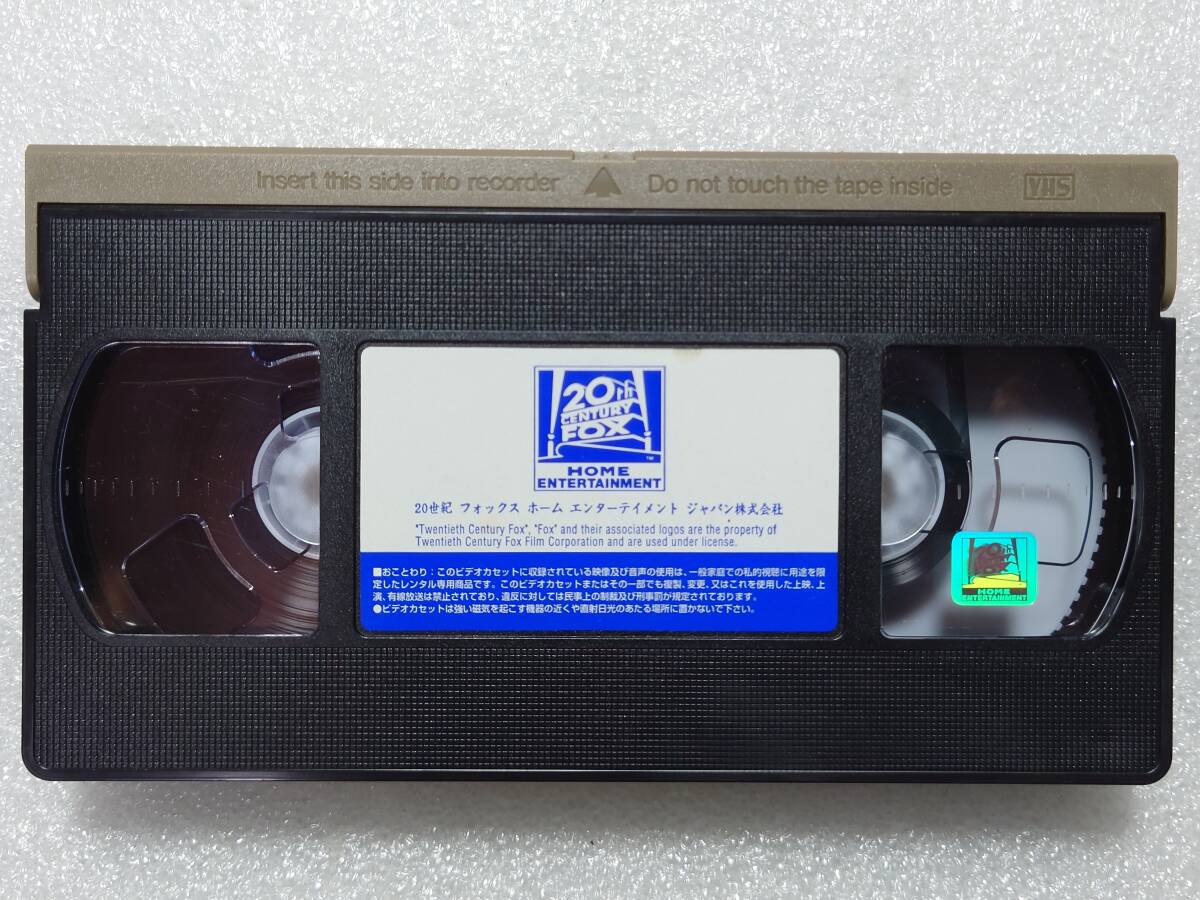 Insert this side into recorder Do not touch the tape inside VHS
20th
CENTURY
FOX
TM
HOME
ENTERTAINMENT
20世紀 フォックス ホーム エンターテイメント ジャパン株式会社
"Twentieth Century Fox", "Fox" and their associated logos are the property of
Twentieth Century Fox Film Corporation and are used under license.
■おことわり:このビデオカセットに収録されている映像及び音声の使用は、一般家庭での私的視聴に用途を限
定したレンタル専用商品です。このビデオカセットまたはその一部でも複製、変更、又はこれを使用した上映、上
演、有線放送は禁止されており、違反に対しては民事上の制裁及び刑事罰が規定されております。
●ビデオカセットは強い磁気を起こす機器の近くや直射日光のあたる場所に置かないで下さい。
HOME
ENTERTAINMENT